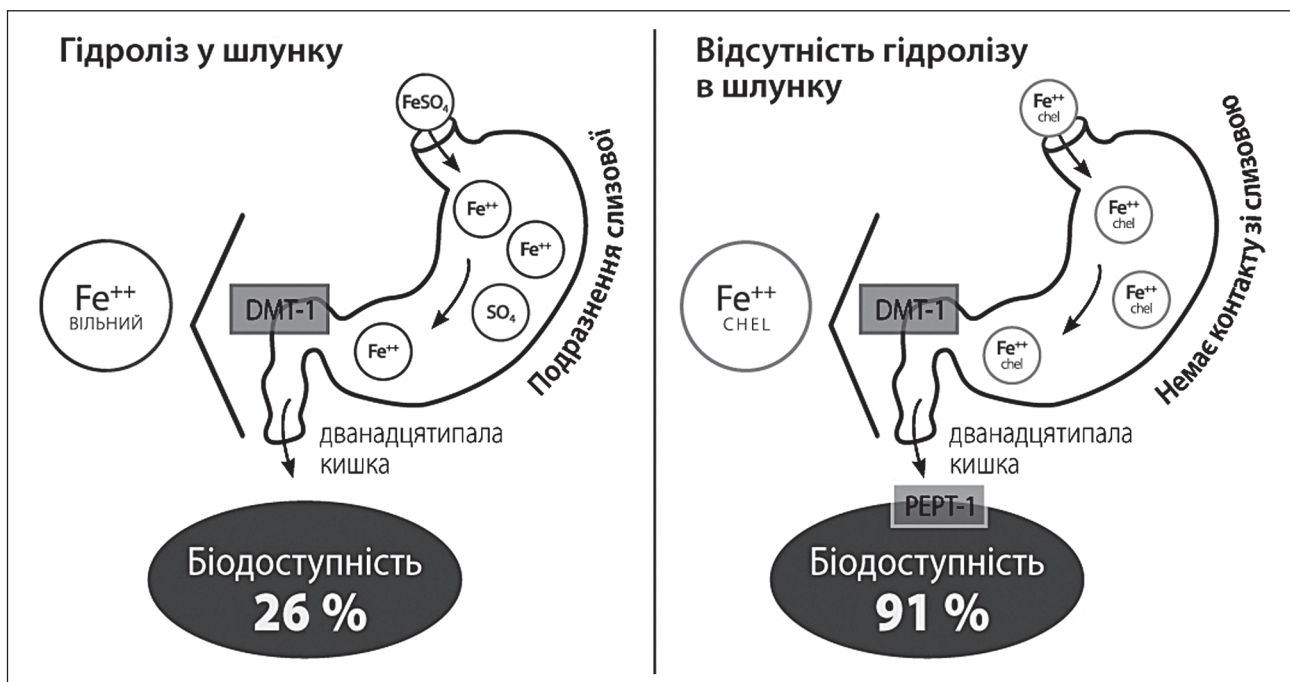 Гідроліз у шлунку
FeSO₄
Fe⁺⁺
Fe⁺⁺
SO₄
Fe⁺⁺
Подразнення слизової
DMT-1
Fe⁺⁺
ВІЛЬНИЙ
дванадцятипала
кишка
Біодоступність
26 %
Відсутність гідролізу
в шлунку
Fe⁺⁺
chel
Fe⁺⁺
chel
Fe⁺⁺
chel
Fe⁺⁺
chel
Немає контакту зі слизовою
DMT-1
Fe⁺⁺
CHEL
дванадцятипала
кишка
PEPT-1
Біодоступність
91 %